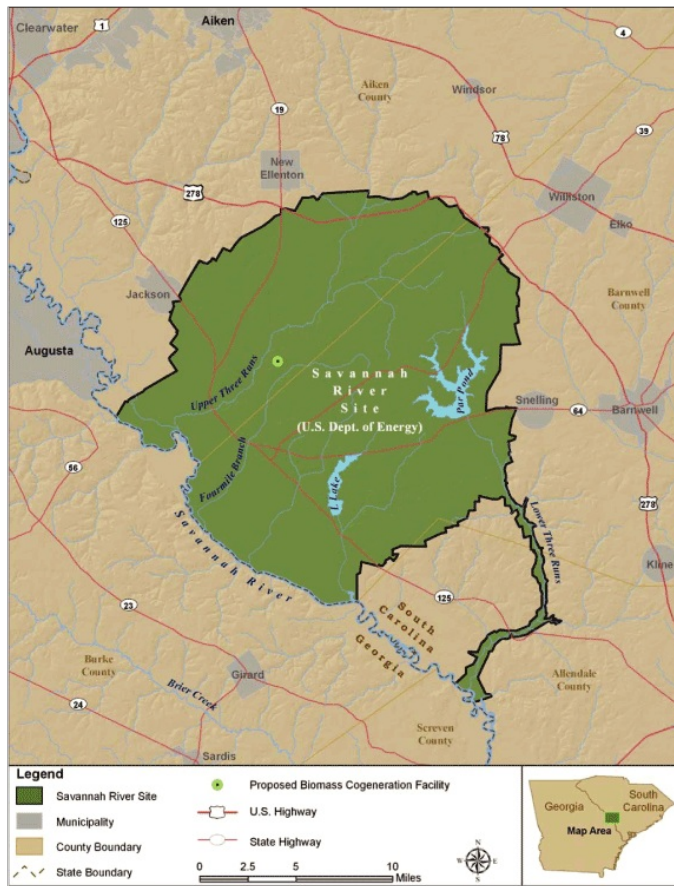 Clearwater
1
Aiken
4
Aiken
County
Windsor
19
39
78
New
Ellenton
278
Williston
125
Elko
Jackson
Barnwell
County
Augusta
Upper Three Runs
Savannah
River
Site
(U.S. Dept. of Energy)
Par Pond
Snelling
64
Barnwell
56
Fourmile Branch
L Lake
278
Lower Three Runs
Savannah River
Kline
South
Carolina
Georgia
125
23
Burke
County
Girard
Brier Creek
Allendale
County
24
Screven
County
Sardis
Legend
Savannah River Site
Municipality
County Boundary
State Boundary
Proposed Biomass Cogeneration Facility
U.S. Highway
State Highway
0 2.5 5 10
Miles
N
W E
S
Georgia
South
Carolina
Map Area